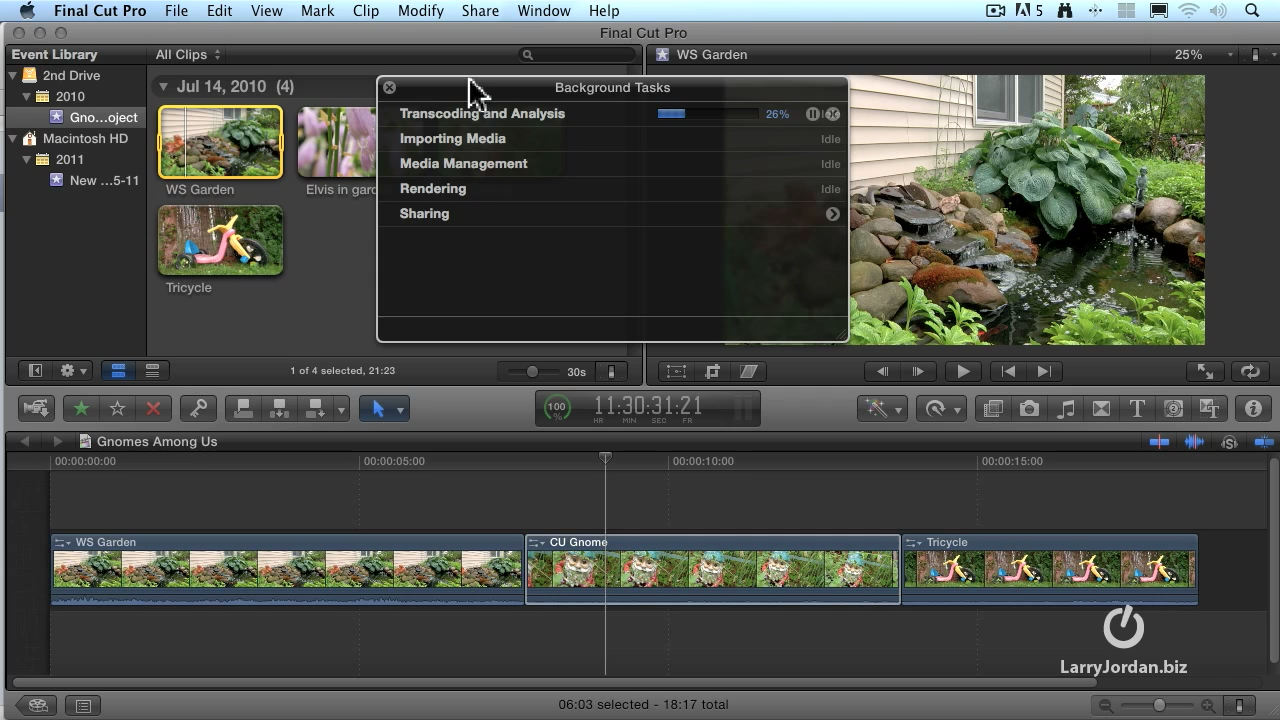 Final Cut Pro File Edit View Mark Clip Modify Share Window Help 5
Final Cut Pro
Event Library
All Clips
WS Garden
25%
2nd Drive
2010
Gno...oject
Macintosh HD
2011
New ...5-11
Jul 14, 2010 (4)
WS Garden
Elvis in gard
Tricycle
Background Tasks
Transcoding and Analysis 26%
Importing Media Idle
Media Management Idle
Rendering Idle
Sharing
1 of 4 selected, 21:23
30s
100 %
11:30:31:21
HR MIN SEC FR
Gnomes Among Us
00:00:00:00 00:00:05:00 00:00:10:00 00:00:15:00
WS Garden
CU Gnome
Tricycle
LarryJordan.biz
06:03 selected - 18:17 total